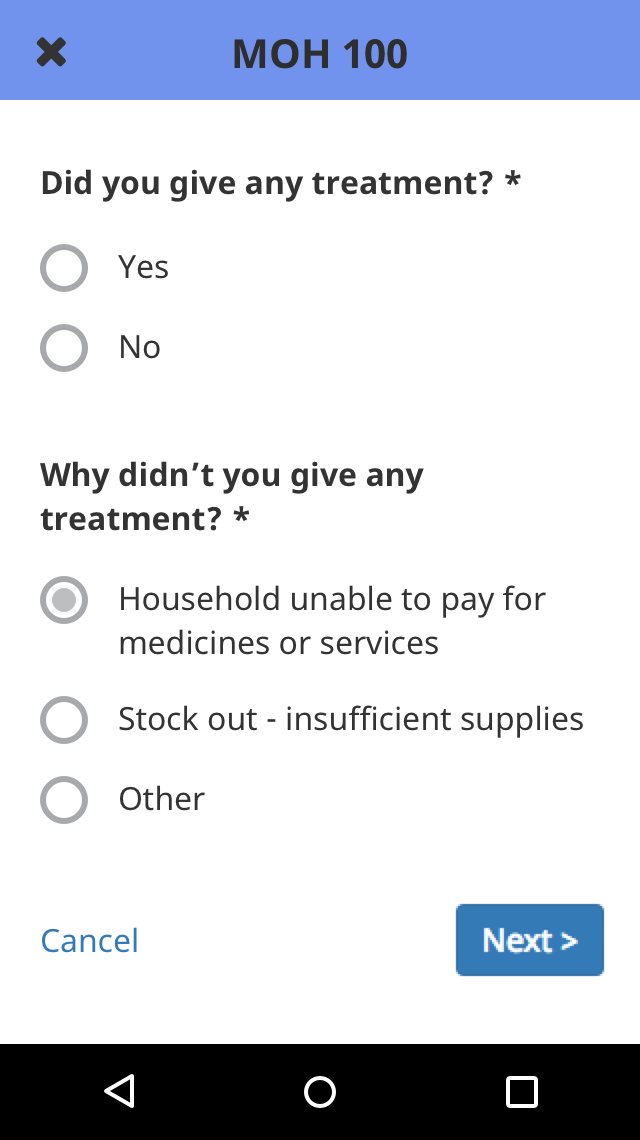 MOH 100
Did you give any treatment? *
Yes
No
Why didn’t you give any
treatment? *
Household unable to pay for
medicines or services
Stock out - insufficient supplies
Other
Cancel
Next >